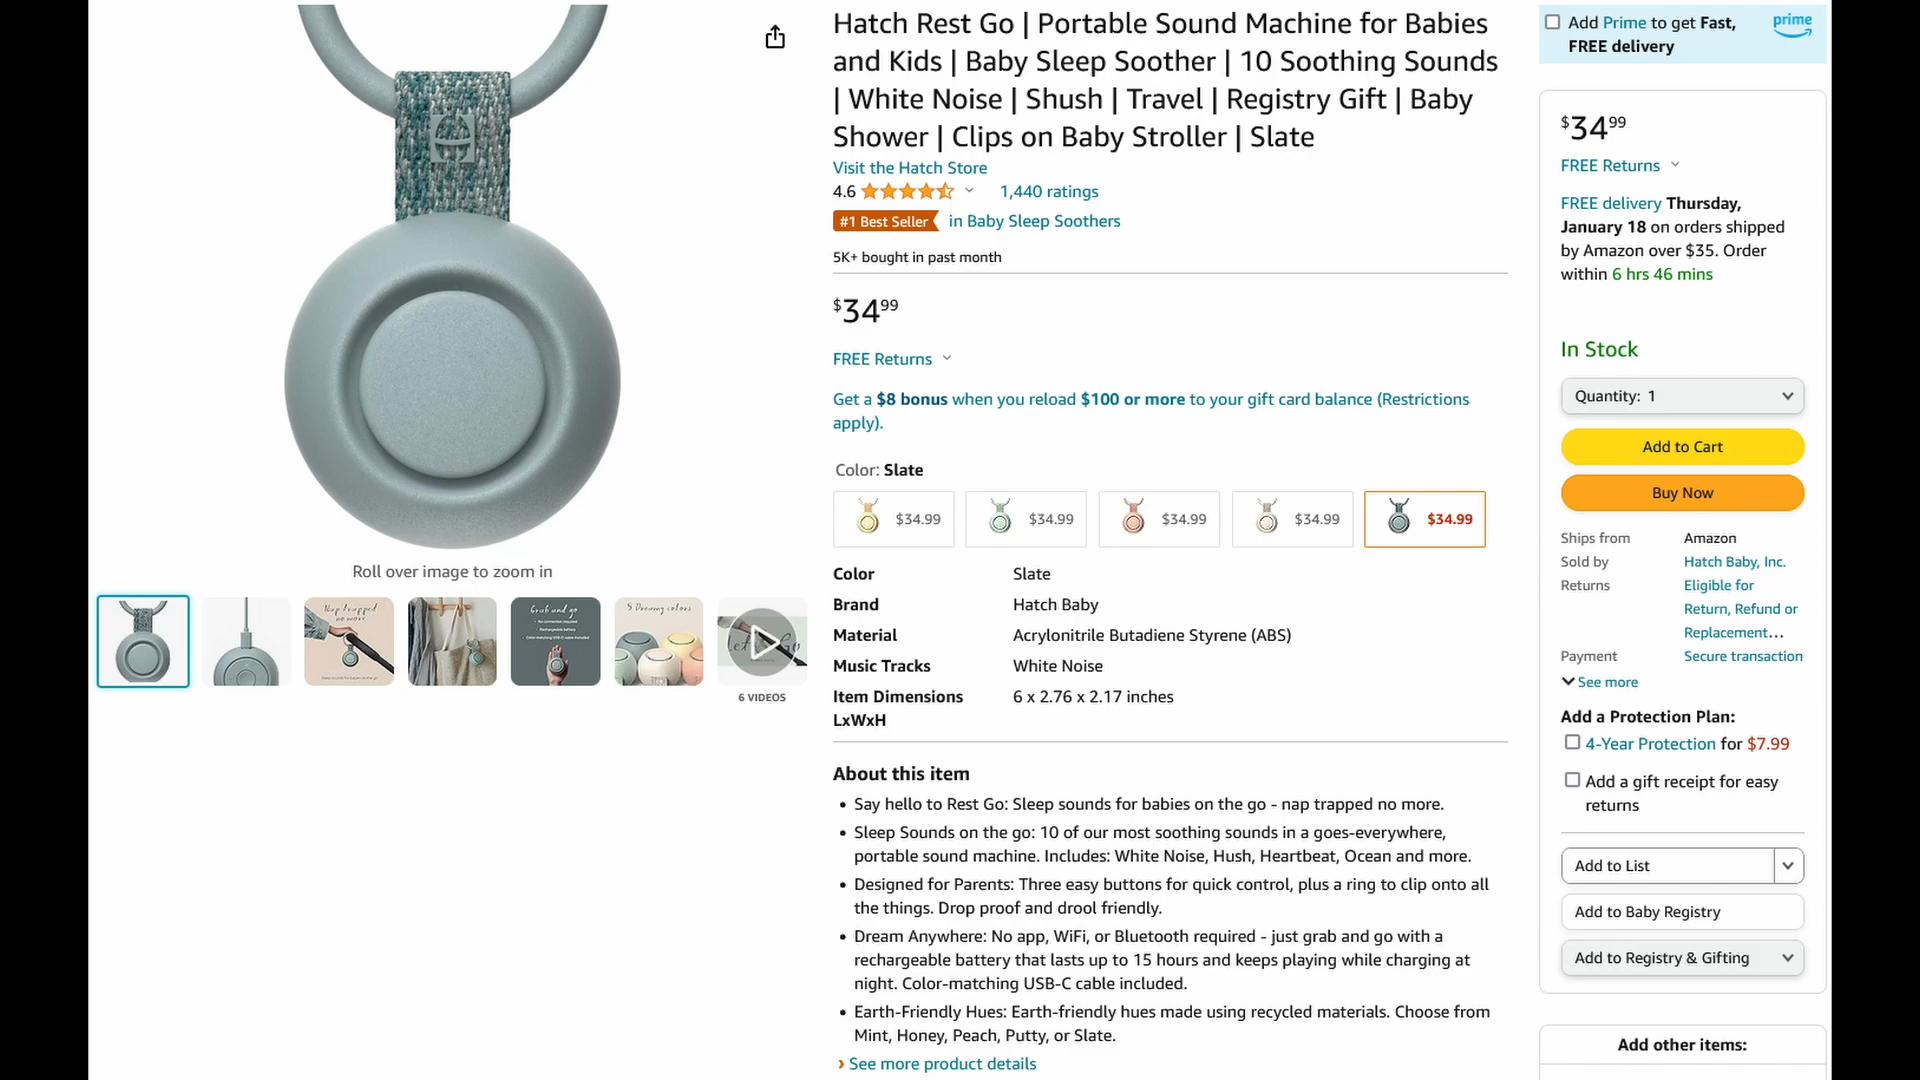 Hatch Rest Go | Portable Sound Machine for Babies
and Kids | Baby Sleep Soother | 10 Soothing Sounds
| White Noise | Shush | Travel | Registry Gift | Baby
Shower | Clips on Baby Stroller | Slate
Visit the Hatch Store
4.6 1,440 ratings
#1 Best Seller in Baby Sleep Soothers
5K+ bought in past month
$34 99
FREE Returns
Get a $8 bonus when you reload $100 or more to your gift card balance (Restrictions
apply).
Color: Slate
$34.99 $34.99 $34.99 $34.99 $34.99
Color Slate
Brand Hatch Baby
Material Acrylonitrile Butadiene Styrene (ABS)
Music Tracks White Noise
Item Dimensions 6 x 2.76 x 2.17 inches
LxWxH
About this item
• Say hello to Rest Go: Sleep sounds for babies on the go - nap trapped no more.
• Sleep Sounds on the go: 10 of our most soothing sounds in a goes-everywhere,
portable sound machine. Includes: White Noise, Hush, Heartbeat, Ocean and more.
• Designed for Parents: Three easy buttons for quick control, plus a ring to clip onto all
the things. Drop proof and drool friendly.
• Dream Anywhere: No app, WiFi, or Bluetooth required - just grab and go with a
rechargeable battery that lasts up to 15 hours and keeps playing while charging at
night. Color-matching USB-C cable included.
• Earth-Friendly Hues: Earth-friendly hues made using recycled materials. Choose from
Mint, Honey, Peach, Putty, or Slate.
› See more product details
Roll over image to zoom in
Nap trapped
no more
Grab and go
5 Dreamy colors
Let's Go
6 VIDEOS
Add Prime to get Fast,
FREE delivery
prime
$34 99
FREE Returns
FREE delivery Thursday,
January 18 on orders shipped
by Amazon over $35. Order
within 6 hrs 46 mins
In Stock
Quantity: 1
Add to Cart
Buy Now
Ships from Amazon
Sold by Hatch Baby, Inc.
Returns Eligible for
Return, Refund or
Replacement...
Payment Secure transaction
See more
Add a Protection Plan:
4-Year Protection for $7.99
Add a gift receipt for easy
returns
Add to List
Add to Baby Registry
Add to Registry & Gifting
Add other items: